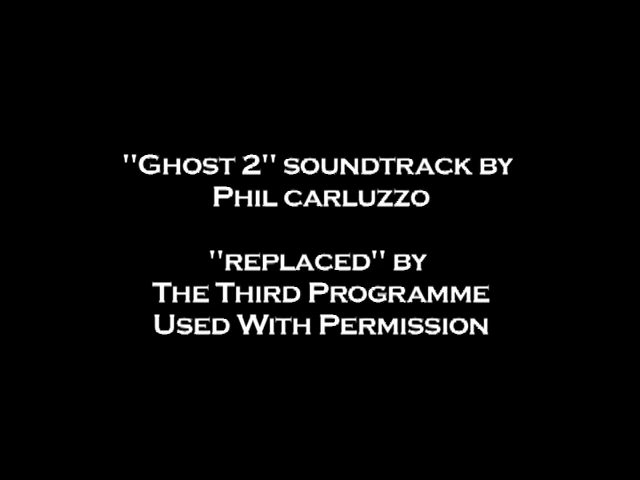 "Ghost 2" soundtrack by
Phil carluzzo
"replaced" by
The Third Programme
Used With Permission